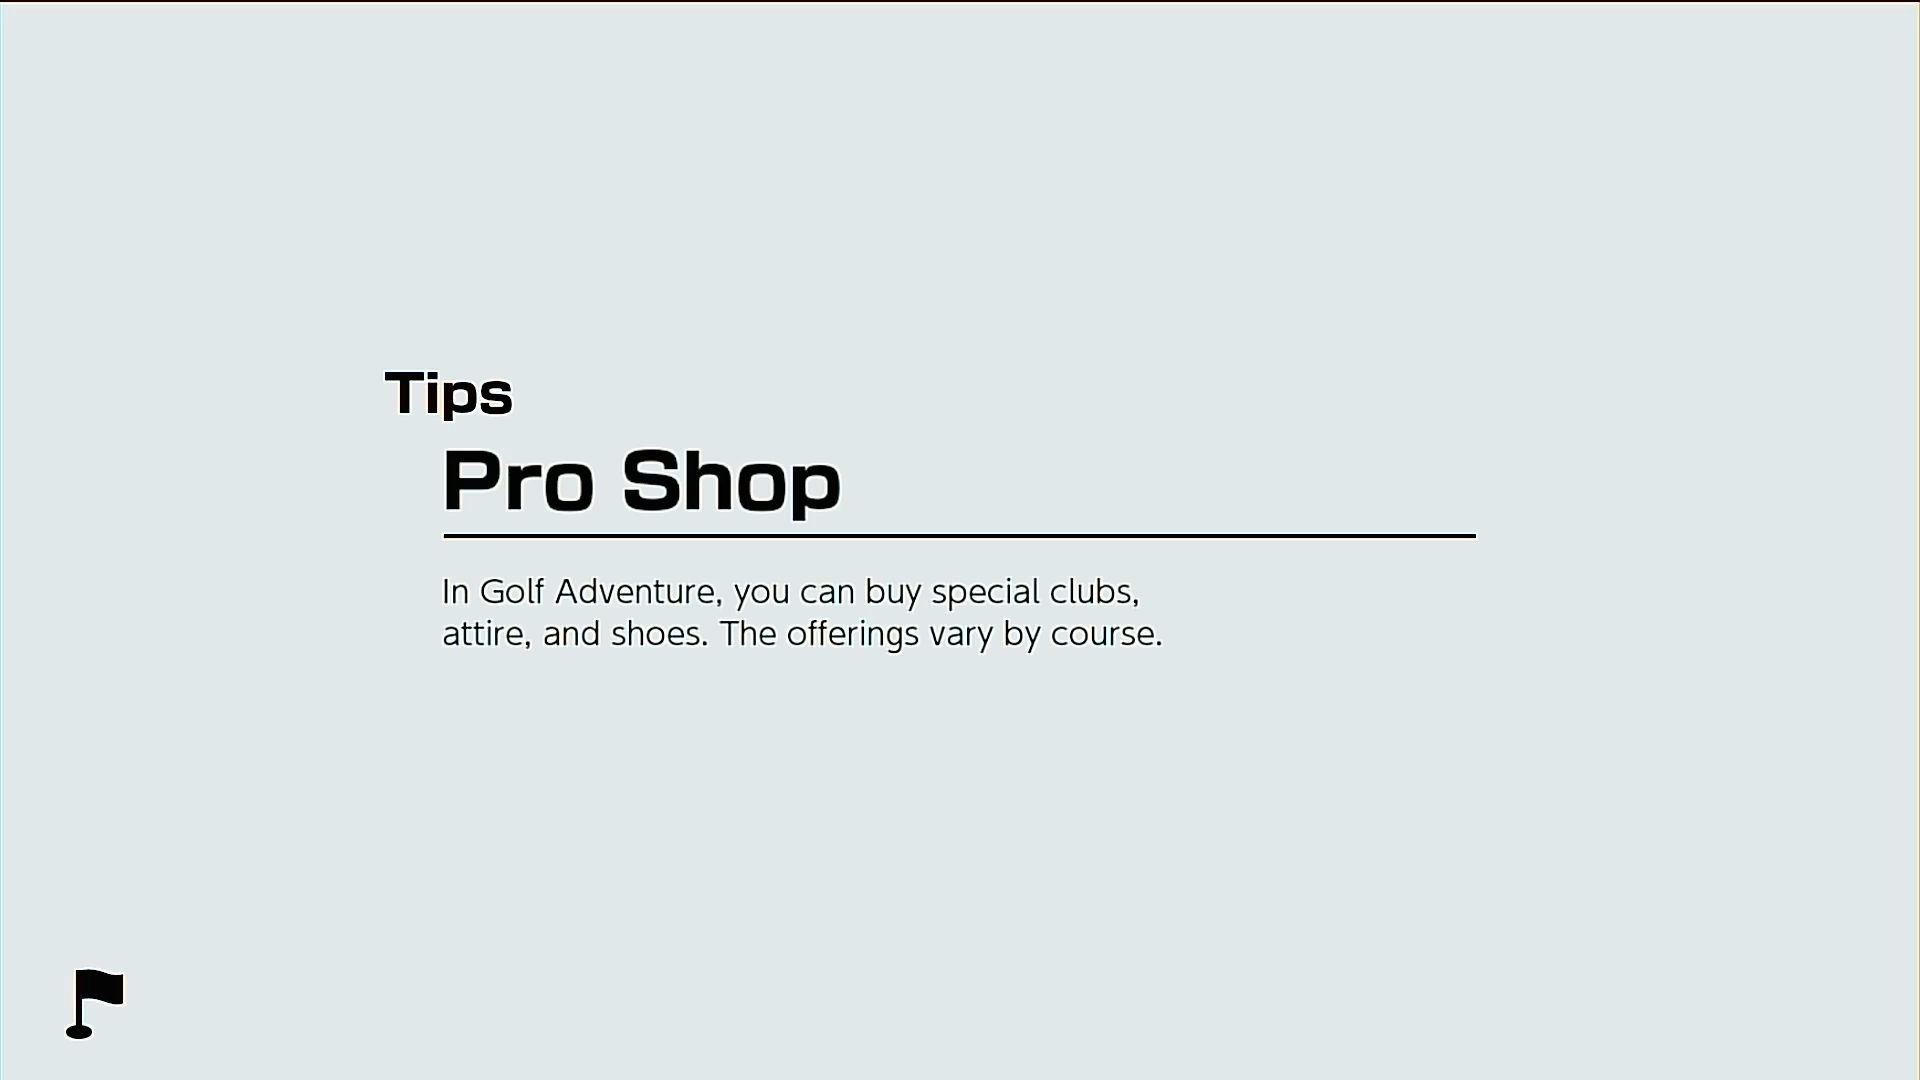 Tips
Pro Shop
In Golf Adventure, you can buy special clubs,
attire, and shoes. The offerings vary by course.